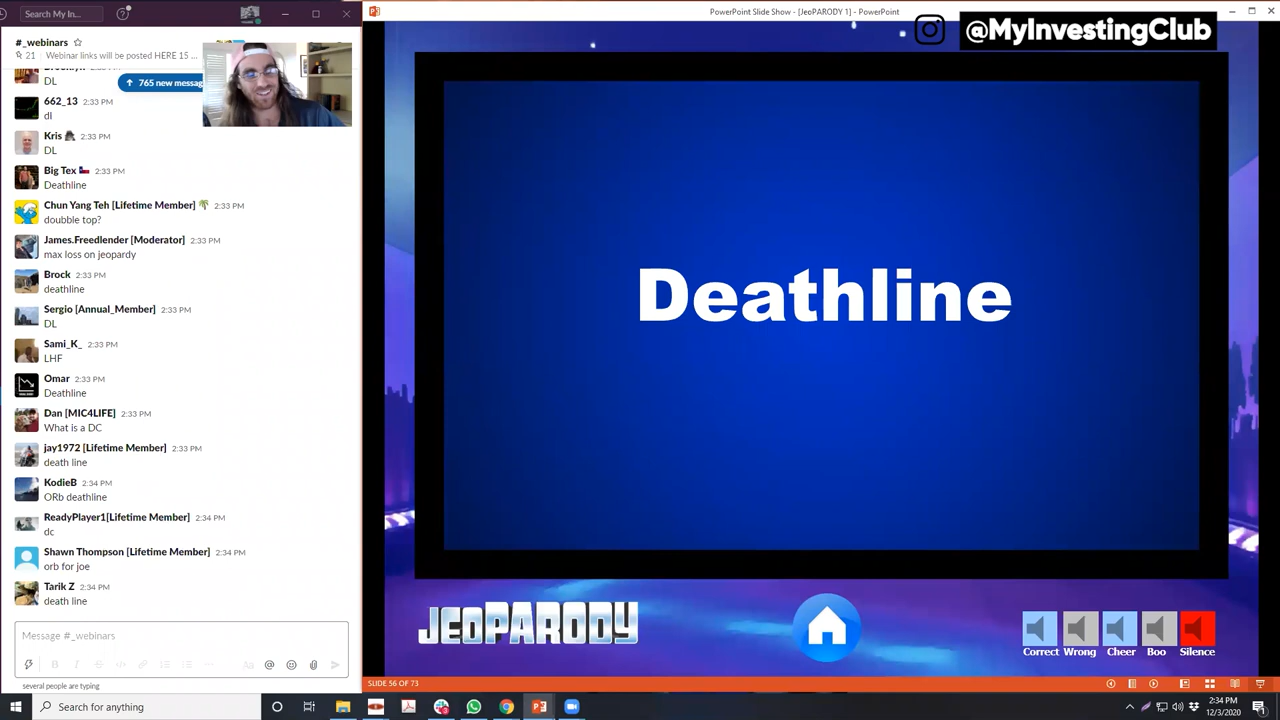 Search My In...
PowerPoint Slide Show - [JeoPARODY 1] - PowerPoint
@MyInvestingClub
#_webinars
21
Webinar links will be posted HERE 15 ...
DL
765 new messag
662_13 2:33 PM
dl
Kris 2:33 PM
DL
Big Tex 2:33 PM
Deathline
Chun Yang Teh [Lifetime Member] 2:33 PM
doubble top?
James.Freedlender [Moderator] 2:33 PM
max loss on jeopardy
Brock 2:33 PM
deathline
Sergio [Annual_Member] 2:33 PM
DL
Sami_K_ 2:33 PM
LHF
Omar 2:33 PM
Deathline
Dan [MIC4LIFE] 2:33 PM
What is a DC
jay1972 [Lifetime Member] 2:33 PM
death line
KodieB 2:34 PM
ORb deathline
ReadyPlayer1[Lifetime Member] 2:34 PM
dc
Shawn Thompson [Lifetime Member] 2:34 PM
orb for joe
Tarik Z 2:34 PM
death line
Message #_webinars
several people are typing
Deathline
JEOPARODY
Correct Wrong Cheer Boo Silence
SLIDE 56 OF 73
Search for anything
2:34 PM
12/3/2020